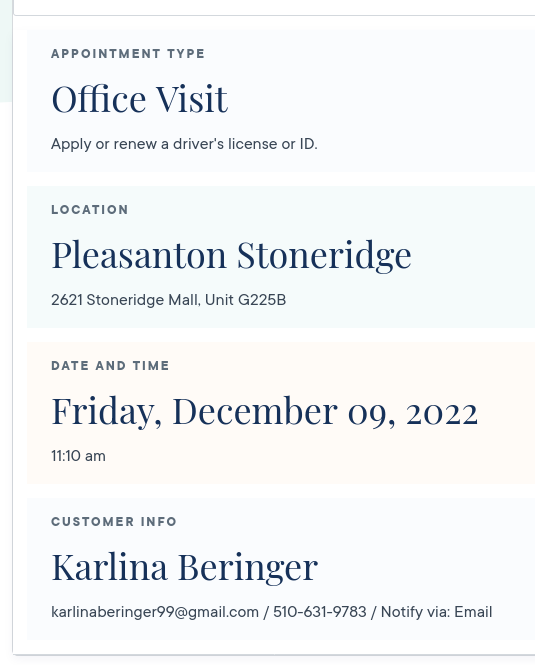 APPOINTMENT TYPE
Office Visit
Apply or renew a driver's license or ID.
LOCATION
Pleasanton Stoneridge
2621 Stoneridge Mall, Unit G225B
DATE AND TIME
Friday, December 09, 2022
11:10 am
CUSTOMER INFO
Karlina Beringer
karlinaberinger99@gmail.com / 510-631-9783 / Notify via: Email